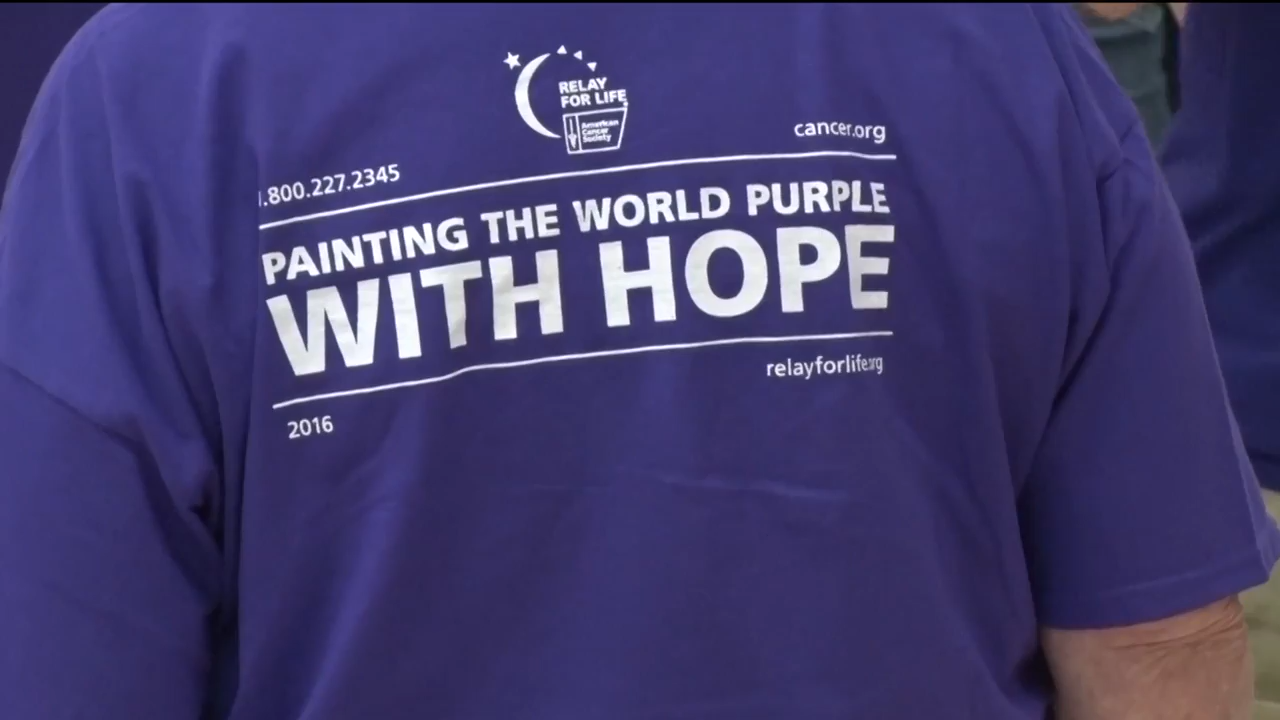 RELAY
FOR LIFE
American
Cancer
Society
cancer.org
1.800.227.2345
PAINTING THE WORLD PURPLE
WITH HOPE
relayforlife.org
2016